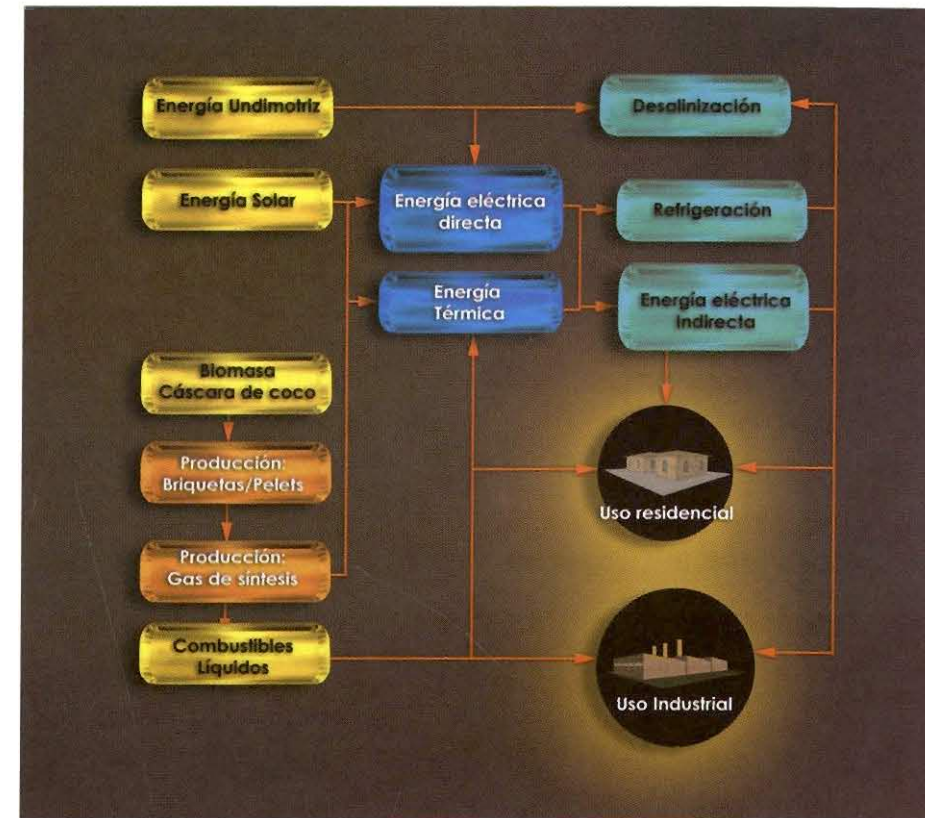 Energía Undimotriz
Desalinización
Energía Solar
Energía eléctrica
directa
Refrigeración
Energía
Térmica
Energía eléctrica
Indirecta
Biomasa
Cáscara de coco
Producción:
Briquetas/Pelets
Uso residencial
Producción:
Gas de síntesis
Combustibles
Líquidos
Uso Industrial